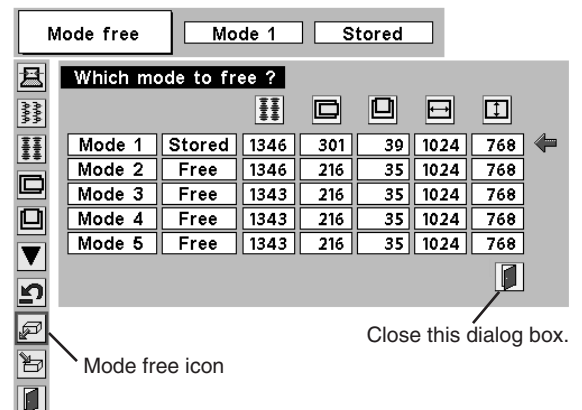 Mode free Mode 1 Stored
Which mode to free ?
Mode 1 Stored 1346 301 39 1024 768
Mode 2 Free 1346 216 35 1024 768
Mode 3 Free 1343 216 35 1024 768
Mode 4 Free 1343 216 35 1024 768
Mode 5 Free 1343 216 35 1024 768
Close this dialog box.
Mode free icon